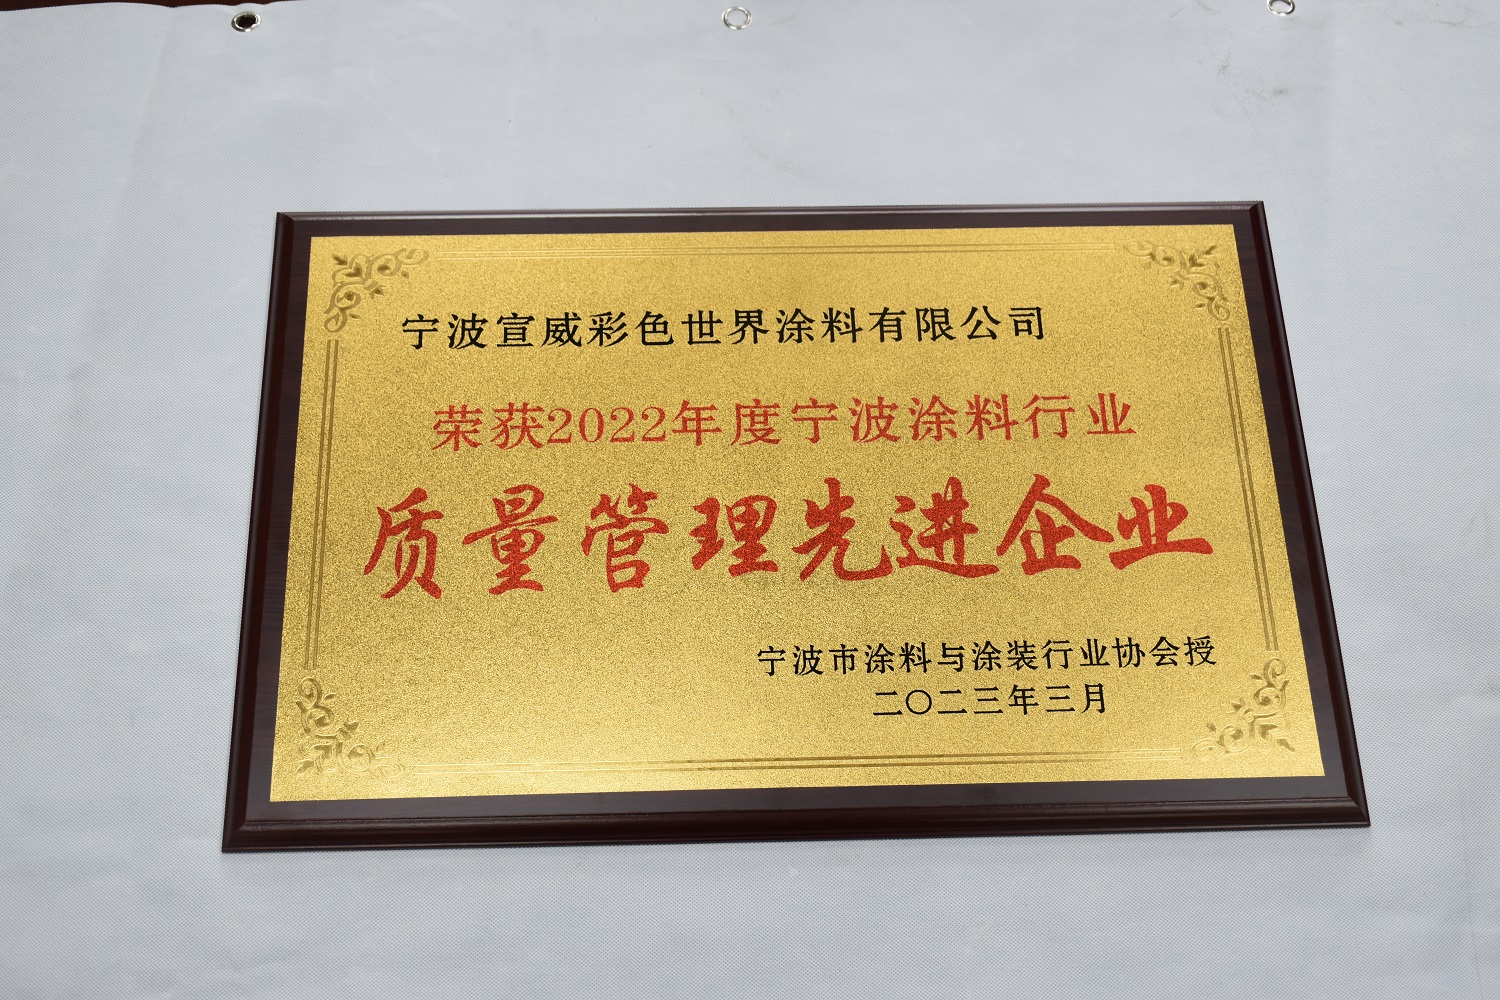 宁波宣威彩色世界涂料有限公司
荣获2022年度宁波涂料行业
质量管理先进企业
宁波市涂料与涂装行业协会授
二〇二三年三月